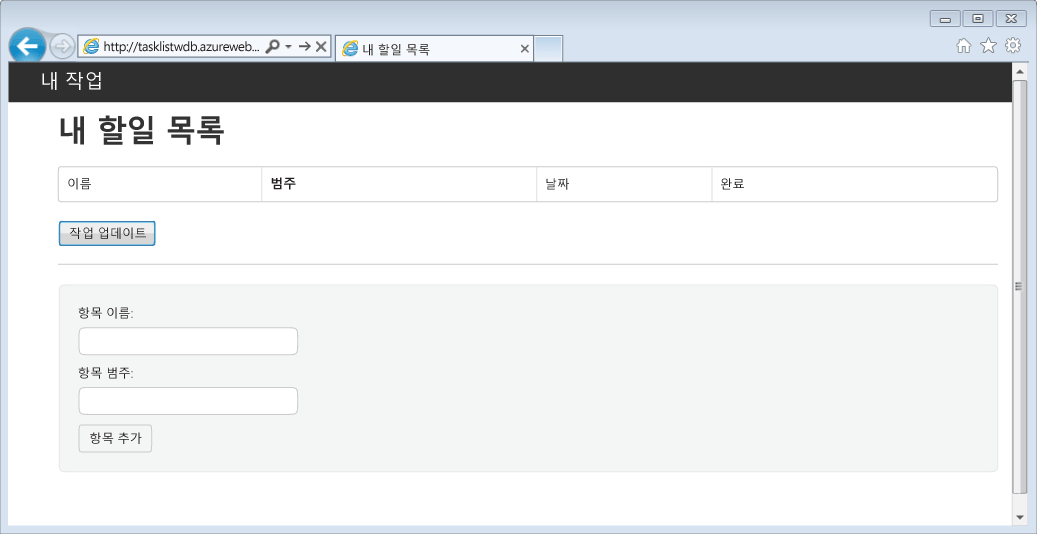 http://tasklistwdb.azureweb...
내 할일 목록
내 작업
내 할일 목록
이름 범주 날짜 완료
작업 업데이트
항목 이름:
항목 범주:
항목 추가